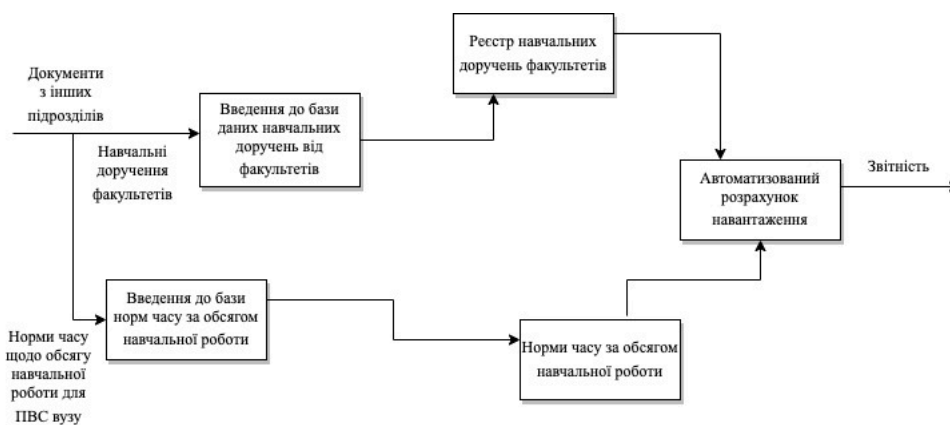 Реєстр навчальних
доручень факультетів
Документи
з інших
підрозділів
Введення до бази
даних навчальних
доручень від
факультетів
Навчальні
доручення
факультетів
Автоматизований
розрахунок
навантаження
Звітність
Введення до бази
норм часу за обсягом
навчальної роботи
Норми часу
щодо обсягу
навчальної
роботи для
ПВС вузу
Норми часу за обсягом
навчальної роботи